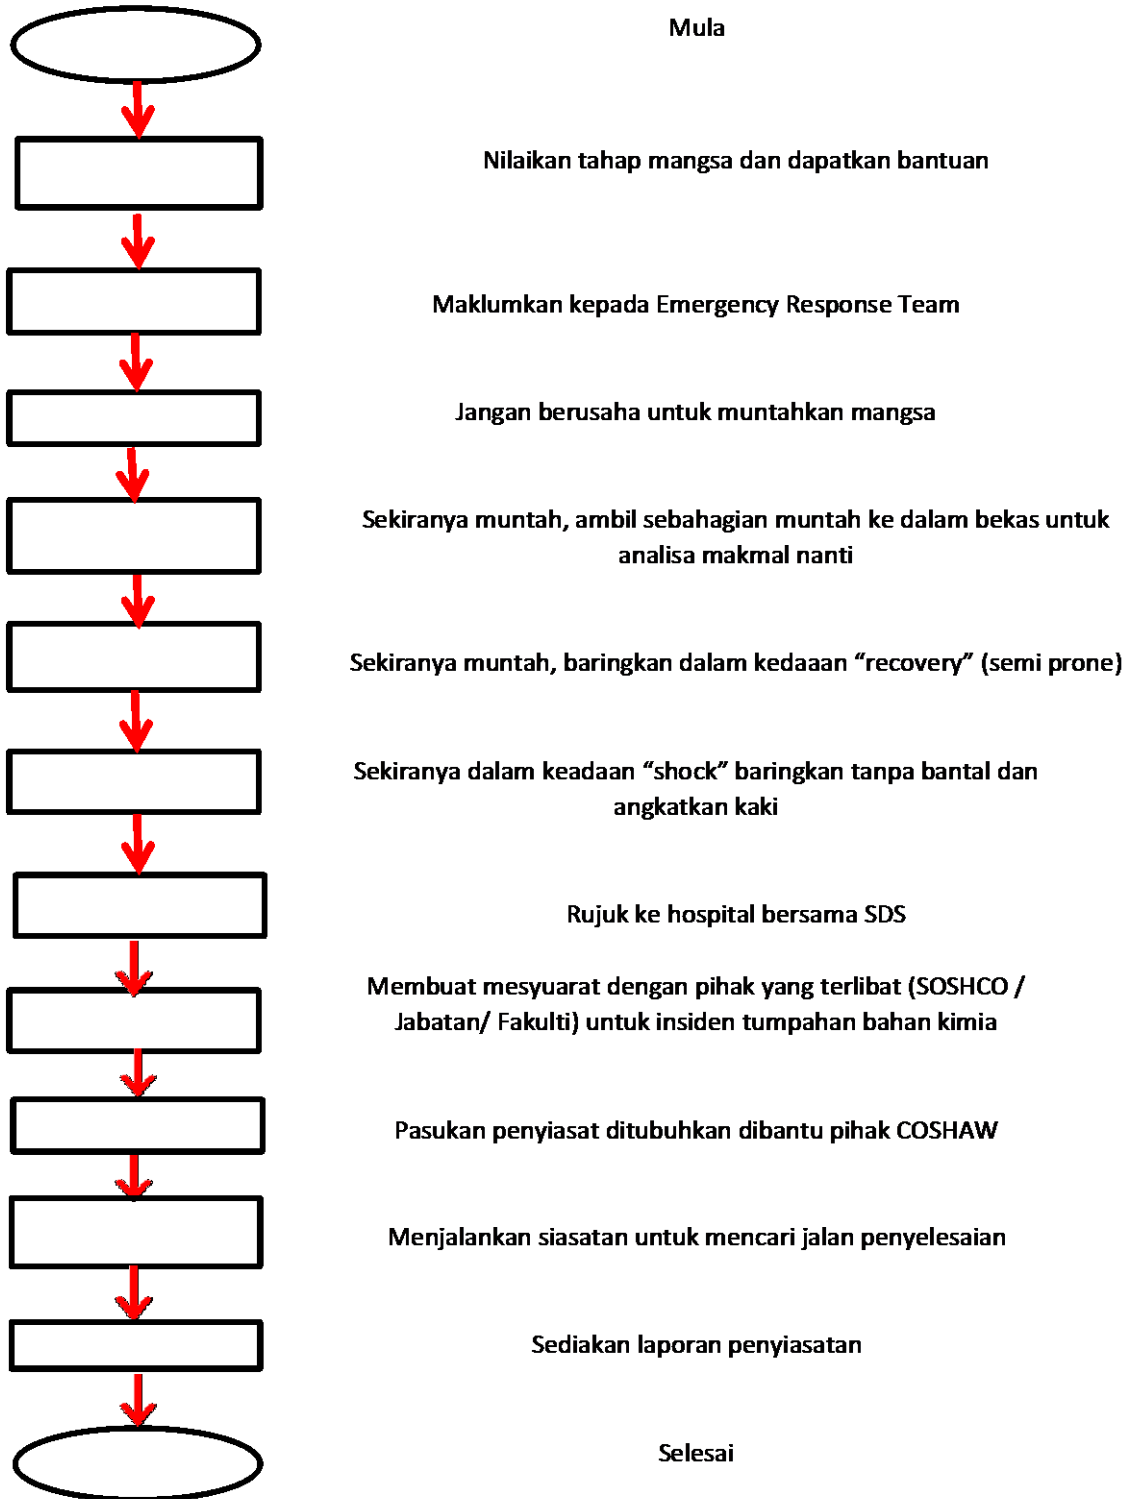 Mula
Nilaikan tahap mangsa dan dapatkan bantuan
Maklumkan kepada Emergency Response Team
Jangan berusaha untuk muntahkan mangsa
Sekiranya muntah, ambil sebahagian muntah ke dalam bekas untuk
analisa makmal nanti
Sekiranya muntah, baringkan dalam kedaaan “recovery” (semi prone)
Sekiranya dalam keadaan “shock” baringkan tanpa bantal dan
angkatkan kaki
Rujuk ke hospital bersama SDS
Membuat mesyuarat dengan pihak yang terlibat (SOSHCO /
Jabatan/ Fakulti) untuk insiden tumpahan bahan kimia
Pasukan penyiasat ditubuhkan dibantu pihak COSHAW
Menjalankan siasatan untuk mencari jalan penyelesaian
Sediakan laporan penyiasatan
Selesai